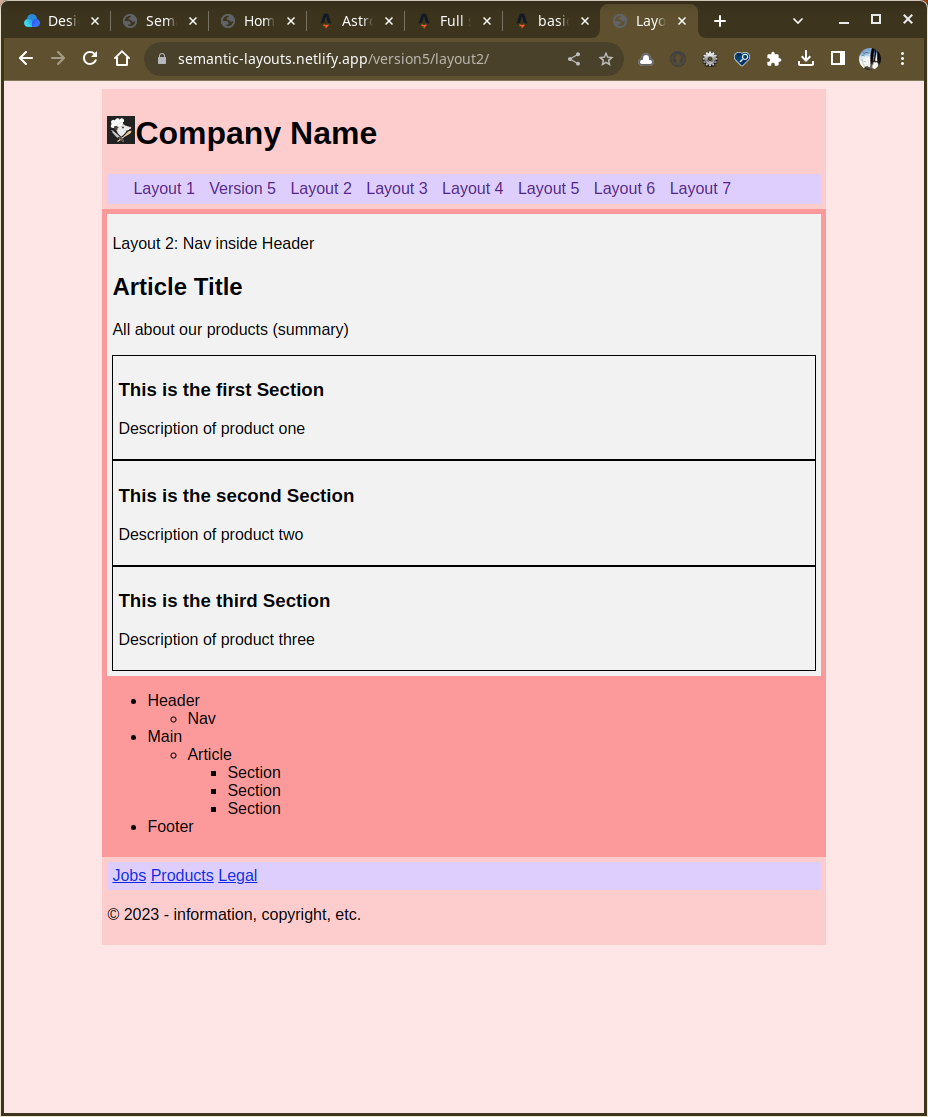 Desi Sem Hom Astr Full basi Layo
semantic-layouts.netlify.app/version5/layout2/
Company Name
Layout 1 Version 5 Layout 2 Layout 3 Layout 4 Layout 5 Layout 6 Layout 7
Layout 2: Nav inside Header
Article Title
All about our products (summary)
This is the first Section
Description of product one
This is the second Section
Description of product two
This is the third Section
Description of product three
Header
Nav
Main
Article
Section
Section
Section
Footer
Jobs Products Legal
© 2023 - information, copyright, etc.